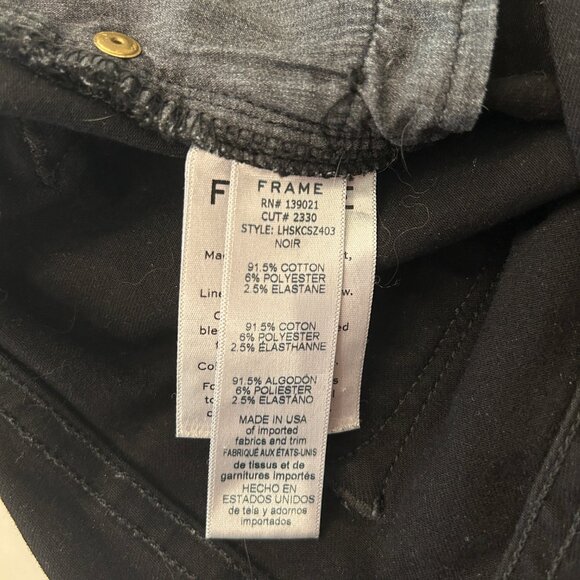 FRAME
RN# 139021
CUT# 2330
STYLE: LHSKCSZ403
NOIR
91.5% COTTON
6% POLYESTER
2.5% ELASTANE
91.5% COTON
6% POLYESTER
2.5% ÉLASTHANNE
91.5% ALGODÓN
6% POLIESTER
2.5% ELASTANO
MADE IN USA
of imported
fabrics and trim
FABRIQUÉ AUX ÉTATS-UNIS
de tissus et de
garnitures importés
HECHO EN
ESTADOS UNIDOS
de tela y adornos
importados